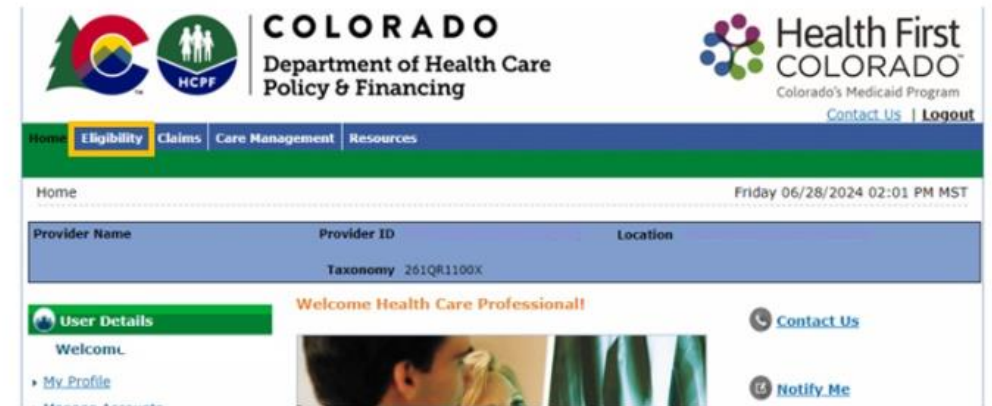 COLORADO
Department of Health Care
Policy & Financing
HCPF
Health First
COLORADO
Colorado's Medicaid Program
Contact Us | Logout
Home Eligibility Claims Care Management Resources
Home
Friday 06/28/2024 02:01 PM MST
Provider Name Provider ID Location
Taxonomy 261QR1100X
User Details
Welcome Health Care Professional!
Contact Us
My Profile
Notify Me